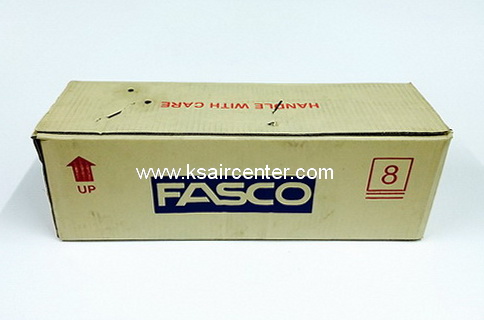 HANDLE WITH CARE
www.ksaircenter.com
UP
FASCO
8